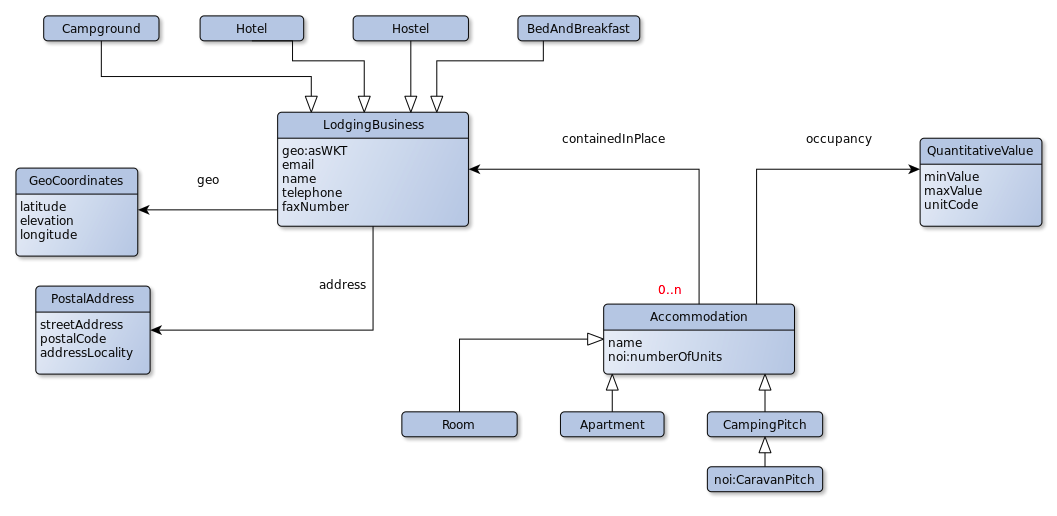 Campground
Hotel
Hostel
BedAndBreakfast
LodgingBusiness
geo:asWKT
email
name
telephone
faxNumber
containedInPlace
occupancy
QuantitativeValue
minValue
maxValue
unitCode
GeoCoordinates
latitude
elevation
longitude
geo
address
PostalAddress
streetAddress
postalCode
addressLocality
0..n
Accommodation
name
noi:numberOfUnits
Room
Apartment
CampingPitch
noi:CaravanPitch